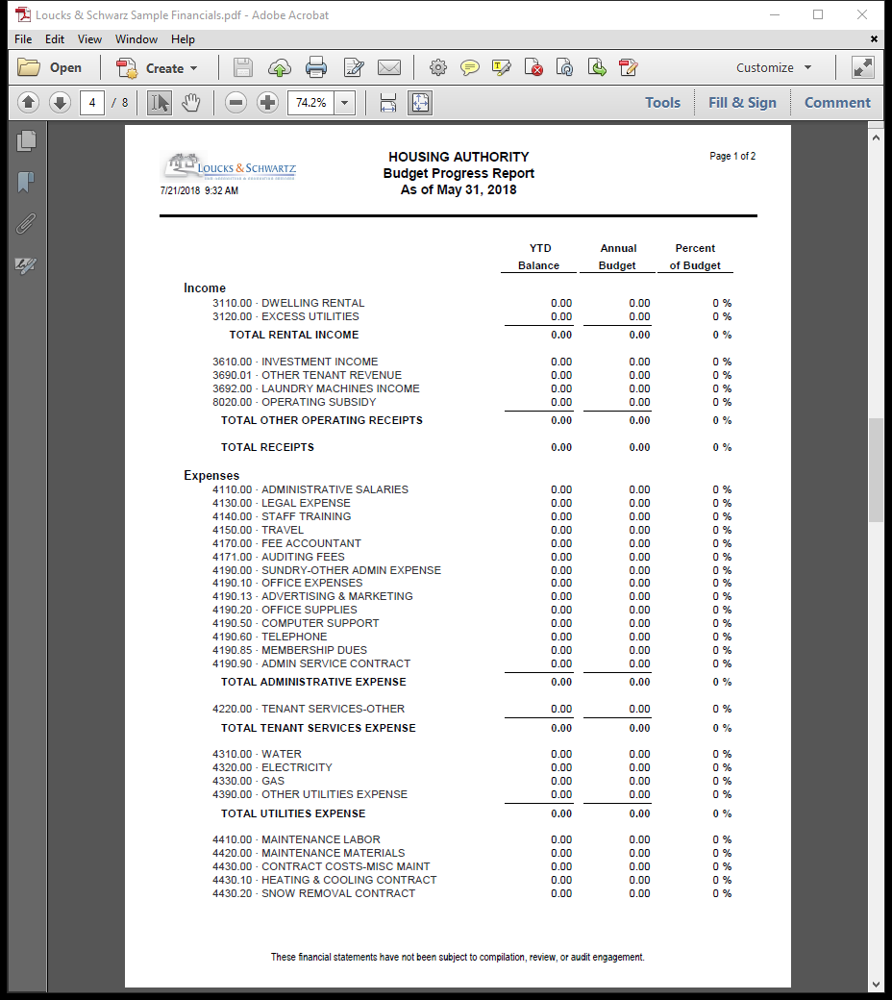 Loucks & Schwarz Sample Financials.pdf - Adobe Acrobat
File Edit View Window Help
Open Create Customize
4 / 8 74.2% Tools Fill & Sign Comment
LOUCKS & SCHWARTZ
7/21/2018 9:32 AM
HOUSING AUTHORITY
Budget Progress Report
As of May 31, 2018
Page 1 of 2
YTD Annual Percent
Balance Budget of Budget
Income
3110.00 · DWELLING RENTAL 0.00 0.00 0 %
3120.00 · EXCESS UTILITIES 0.00 0.00 0 %
TOTAL RENTAL INCOME 0.00 0.00 0 %
3610.00 · INVESTMENT INCOME 0.00 0.00 0 %
3690.01 · OTHER TENANT REVENUE 0.00 0.00 0 %
3692.00 · LAUNDRY MACHINES INCOME 0.00 0.00 0 %
8020.00 · OPERATING SUBSIDY 0.00 0.00 0 %
TOTAL OTHER OPERATING RECEIPTS 0.00 0.00 0 %
TOTAL RECEIPTS 0.00 0.00 0 %
Expenses
4110.00 · ADMINISTRATIVE SALARIES 0.00 0.00 0 %
4130.00 · LEGAL EXPENSE 0.00 0.00 0 %
4140.00 · STAFF TRAINING 0.00 0.00 0 %
4150.00 · TRAVEL 0.00 0.00 0 %
4170.00 · FEE ACCOUNTANT 0.00 0.00 0 %
4171.00 · AUDITING FEES 0.00 0.00 0 %
4190.00 · SUNDRY-OTHER ADMIN EXPENSE 0.00 0.00 0 %
4190.10 · OFFICE EXPENSES 0.00 0.00 0 %
4190.13 · ADVERTISING & MARKETING 0.00 0.00 0 %
4190.20 · OFFICE SUPPLIES 0.00 0.00 0 %
4190.50 · COMPUTER SUPPORT 0.00 0.00 0 %
4190.60 · TELEPHONE 0.00 0.00 0 %
4190.85 · MEMBERSHIP DUES 0.00 0.00 0 %
4190.90 · ADMIN SERVICE CONTRACT 0.00 0.00 0 %
TOTAL ADMINISTRATIVE EXPENSE 0.00 0.00 0 %
4220.00 · TENANT SERVICES-OTHER 0.00 0.00 0 %
TOTAL TENANT SERVICES EXPENSE 0.00 0.00 0 %
4310.00 · WATER 0.00 0.00 0 %
4320.00 · ELECTRICITY 0.00 0.00 0 %
4330.00 · GAS 0.00 0.00 0 %
4390.00 · OTHER UTILITIES EXPENSE 0.00 0.00 0 %
TOTAL UTILITIES EXPENSE 0.00 0.00 0 %
4410.00 · MAINTENANCE LABOR 0.00 0.00 0 %
4420.00 · MAINTENANCE MATERIALS 0.00 0.00 0 %
4430.00 · CONTRACT COSTS-MISC MAINT 0.00 0.00 0 %
4430.10 · HEATING & COOLING CONTRACT 0.00 0.00 0 %
4430.20 · SNOW REMOVAL CONTRACT 0.00 0.00 0 %
These financial statements have not been subject to compilation, review, or audit engagement.